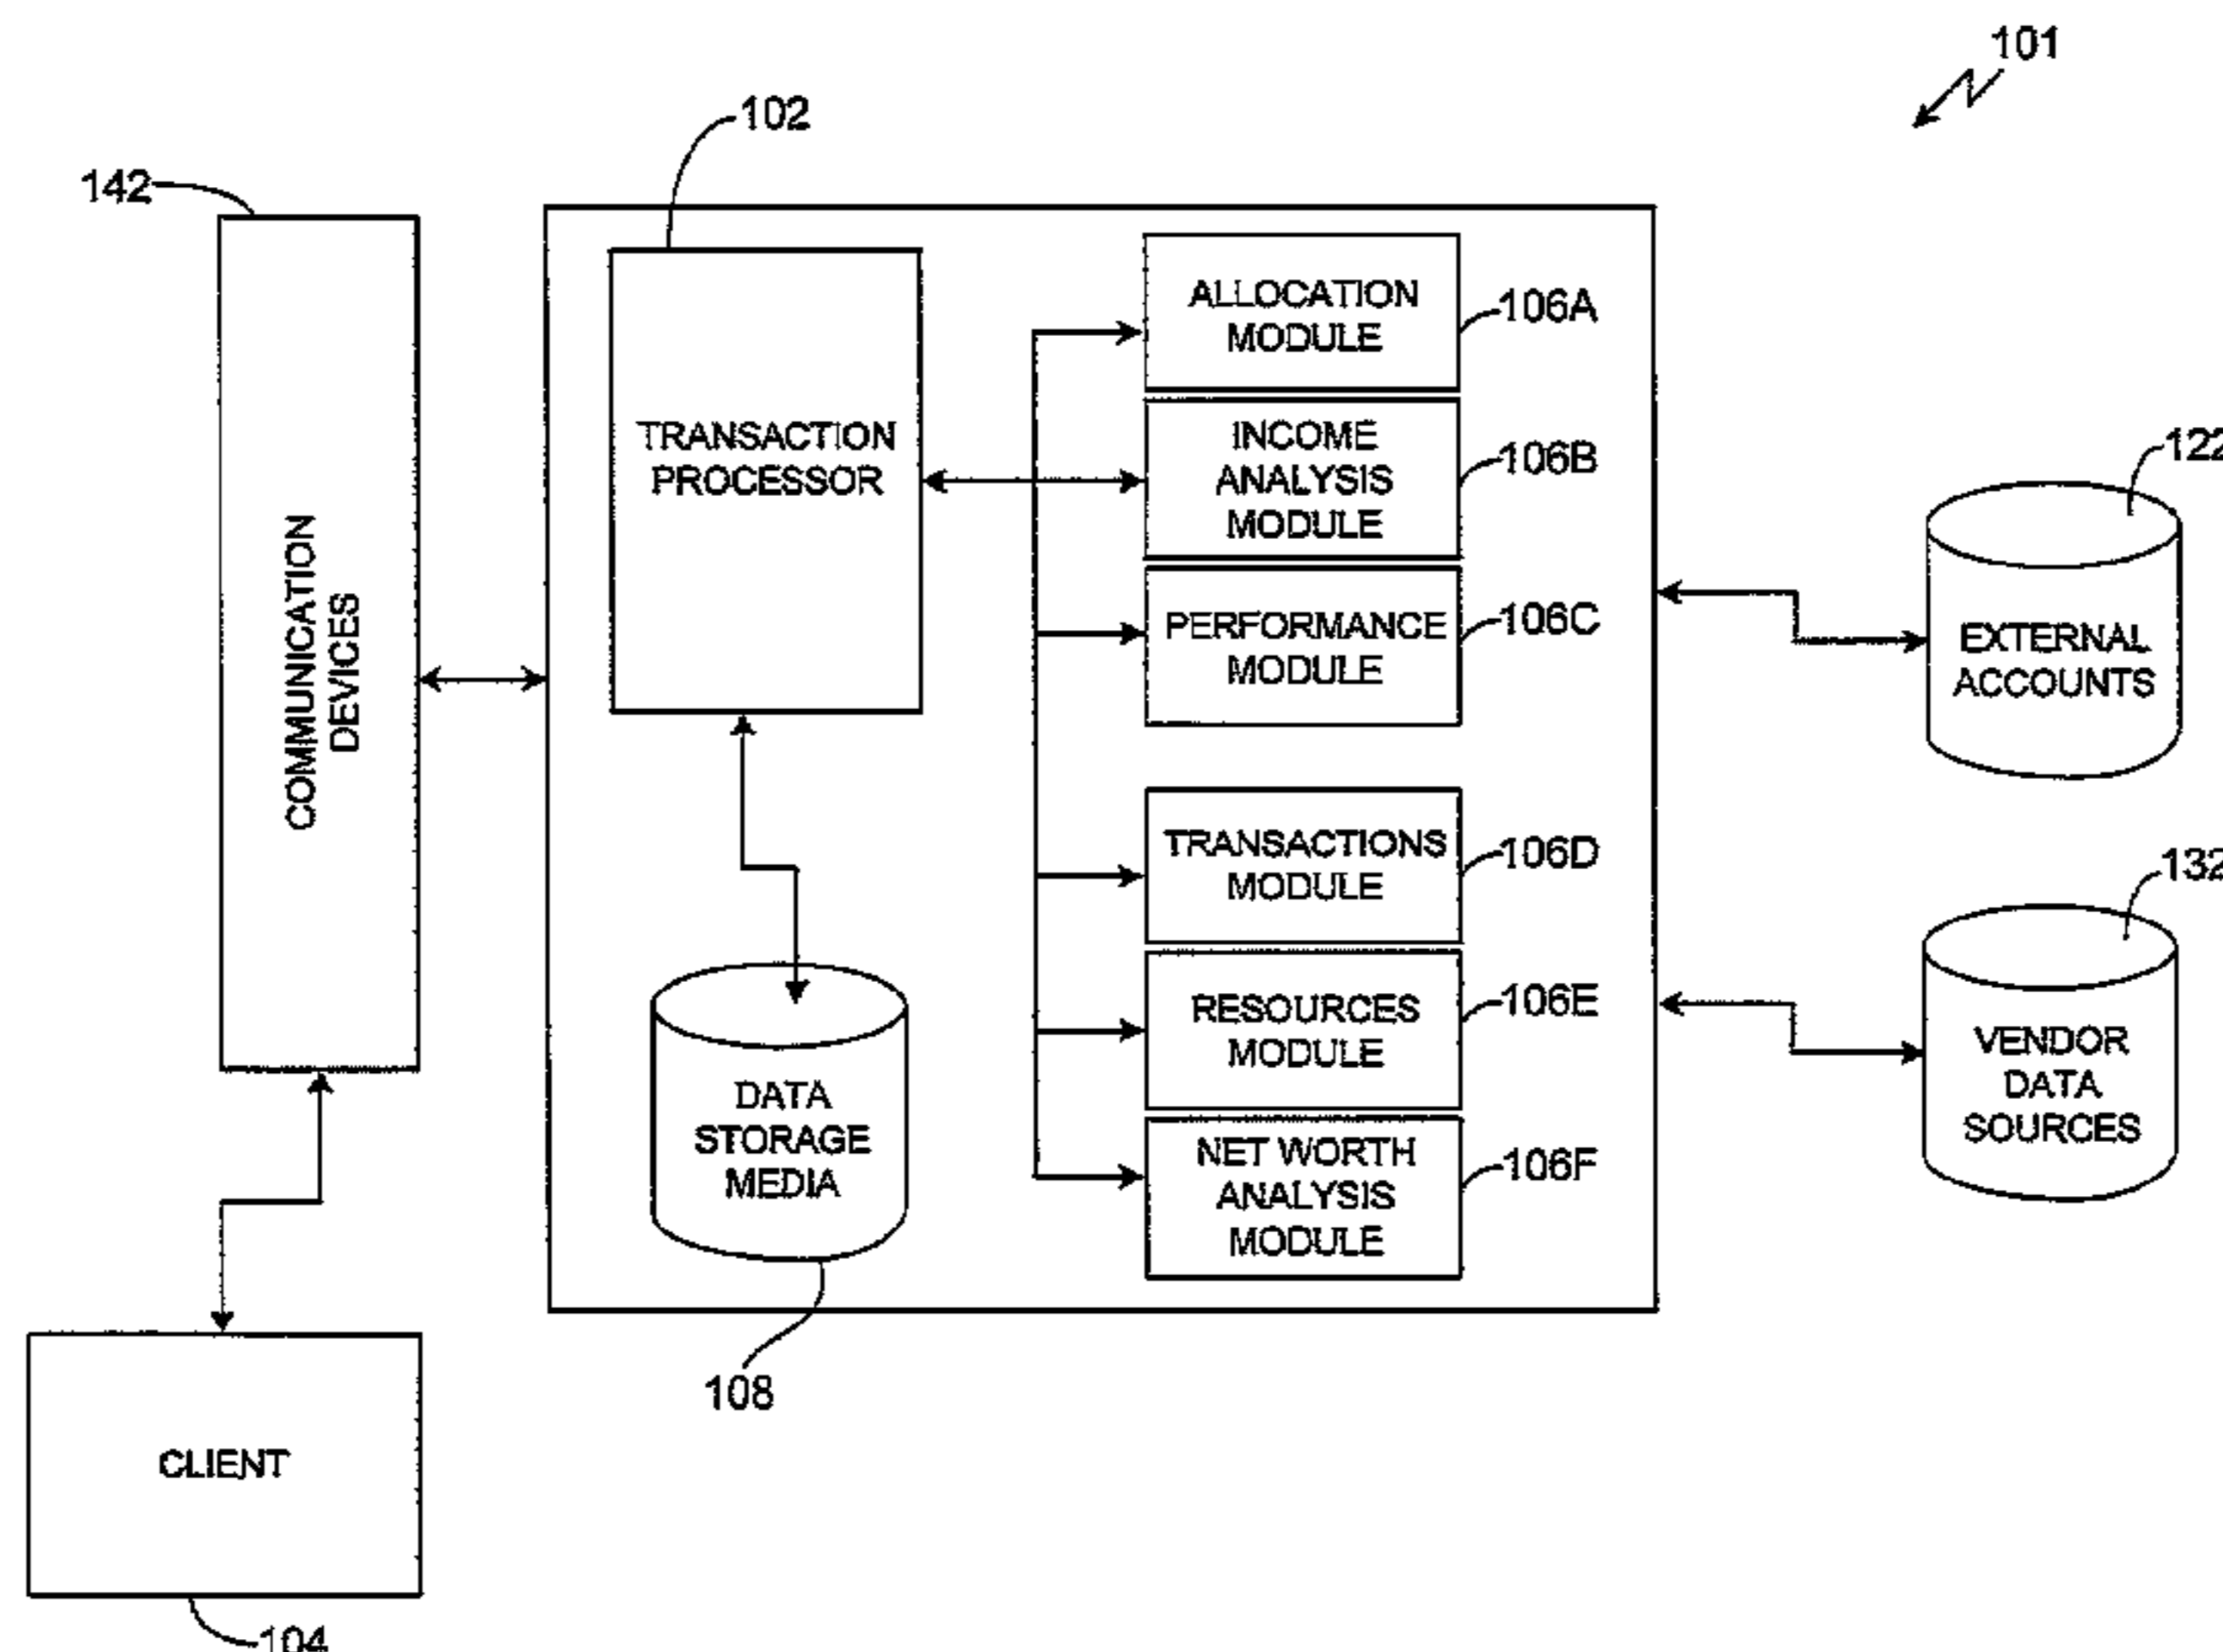 101
102
142
ALLOCATION
MODULE
106A
TRANSACTION
PROCESSOR
INCOME
ANALYSIS
MODULE
106B
122
COMMUNICATION
DEVICES
PERFORMANCE
MODULE
106C
EXTERNAL
ACCOUNTS
TRANSACTIONS
MODULE
106D
132
RESOURCES
MODULE
106E
VENDOR
DATA
SOURCES
DATA
STORAGE
MEDIA
NET WORTH
ANALYSIS
MODULE
106F
108
CLIENT
104